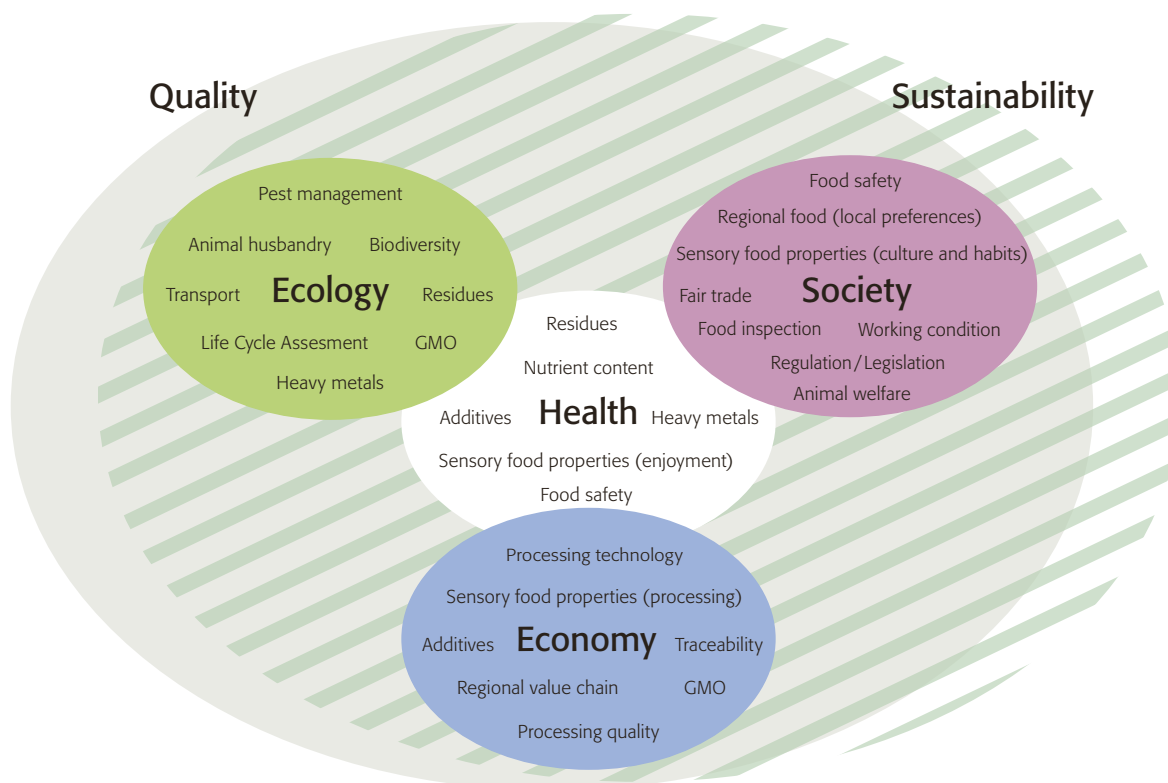 Quality
Sustainability
Pest management
Animal husbandry Biodiversity
Transport Ecology Residues
Life Cycle Assesment GMO
Heavy metals
Food safety
Regional food (local preferences)
Sensory food properties (culture and habits)
Fair trade Society
Food inspection Working condition
Regulation/Legislation
Animal welfare
Residues
Nutrient content
Additives Health Heavy metals
Sensory food properties (enjoyment)
Food safety
Processing technology
Sensory food properties (processing)
Additives Economy Traceability
Regional value chain GMO
Processing quality